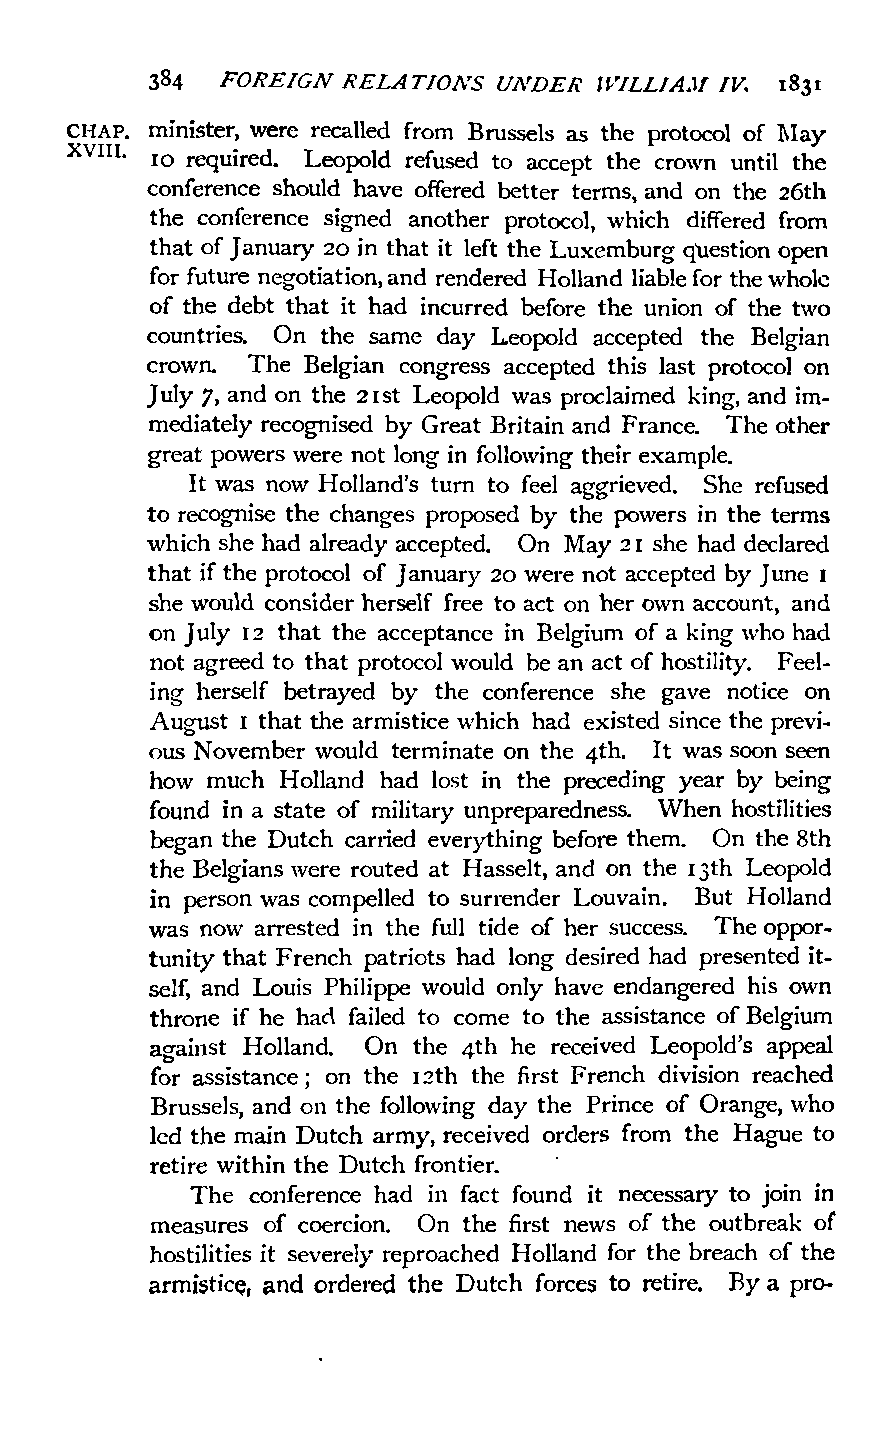 384 FOREIGN RELATIONS UNDER WILLIAM IV. 1831
CHAP. XVIII.
minister, were recalled from Brussels as the protocol of May
10 required. Leopold refused to accept the crown until the
conference should have offered better terms, and on the 26th
the conference signed another protocol, which differed from
that of January 20 in that it left the Luxemburg question open
for future negotiation, and rendered Holland liable for the whole
of the debt that it had incurred before the union of the two
countries. On the same day Leopold accepted the Belgian
crown. The Belgian congress accepted this last protocol on
July 7, and on the 21st Leopold was proclaimed king, and im-
mediately recognised by Great Britain and France. The other
great powers were not long in following their example.
It was now Holland's turn to feel aggrieved. She refused
to recognise the changes proposed by the powers in the terms
which she had already accepted. On May 21 she had declared
that if the protocol of January 20 were not accepted by June 1
she would consider herself free to act on her own account, and
on July 12 that the acceptance in Belgium of a king who had
not agreed to that protocol would be an act of hostility. Feel-
ing herself betrayed by the conference she gave notice on
August 1 that the armistice which had existed since the previ-
ous November would terminate on the 4th. It was soon seen
how much Holland had lost in the preceding year by being
found in a state of military unpreparedness. When hostilities
began the Dutch carried everything before them. On the 8th
the Belgians were routed at Hasselt, and on the 13th Leopold
in person was compelled to surrender Louvain. But Holland
was now arrested in the full tide of her success. The oppor-
tunity that French patriots had long desired had presented it-
self, and Louis Philippe would only have endangered his own
throne if he had failed to come to the assistance of Belgium
against Holland. On the 4th he received Leopold's appeal
for assistance; on the 12th the first French division reached
Brussels, and on the following day the Prince of Orange, who
led the main Dutch army, received orders from the Hague to
retire within the Dutch frontier.
The conference had in fact found it necessary to join in
measures of coercion. On the first news of the outbreak of
hostilities it severely reproached Holland for the breach of the
armistice, and ordered the Dutch forces to retire. By a pro-